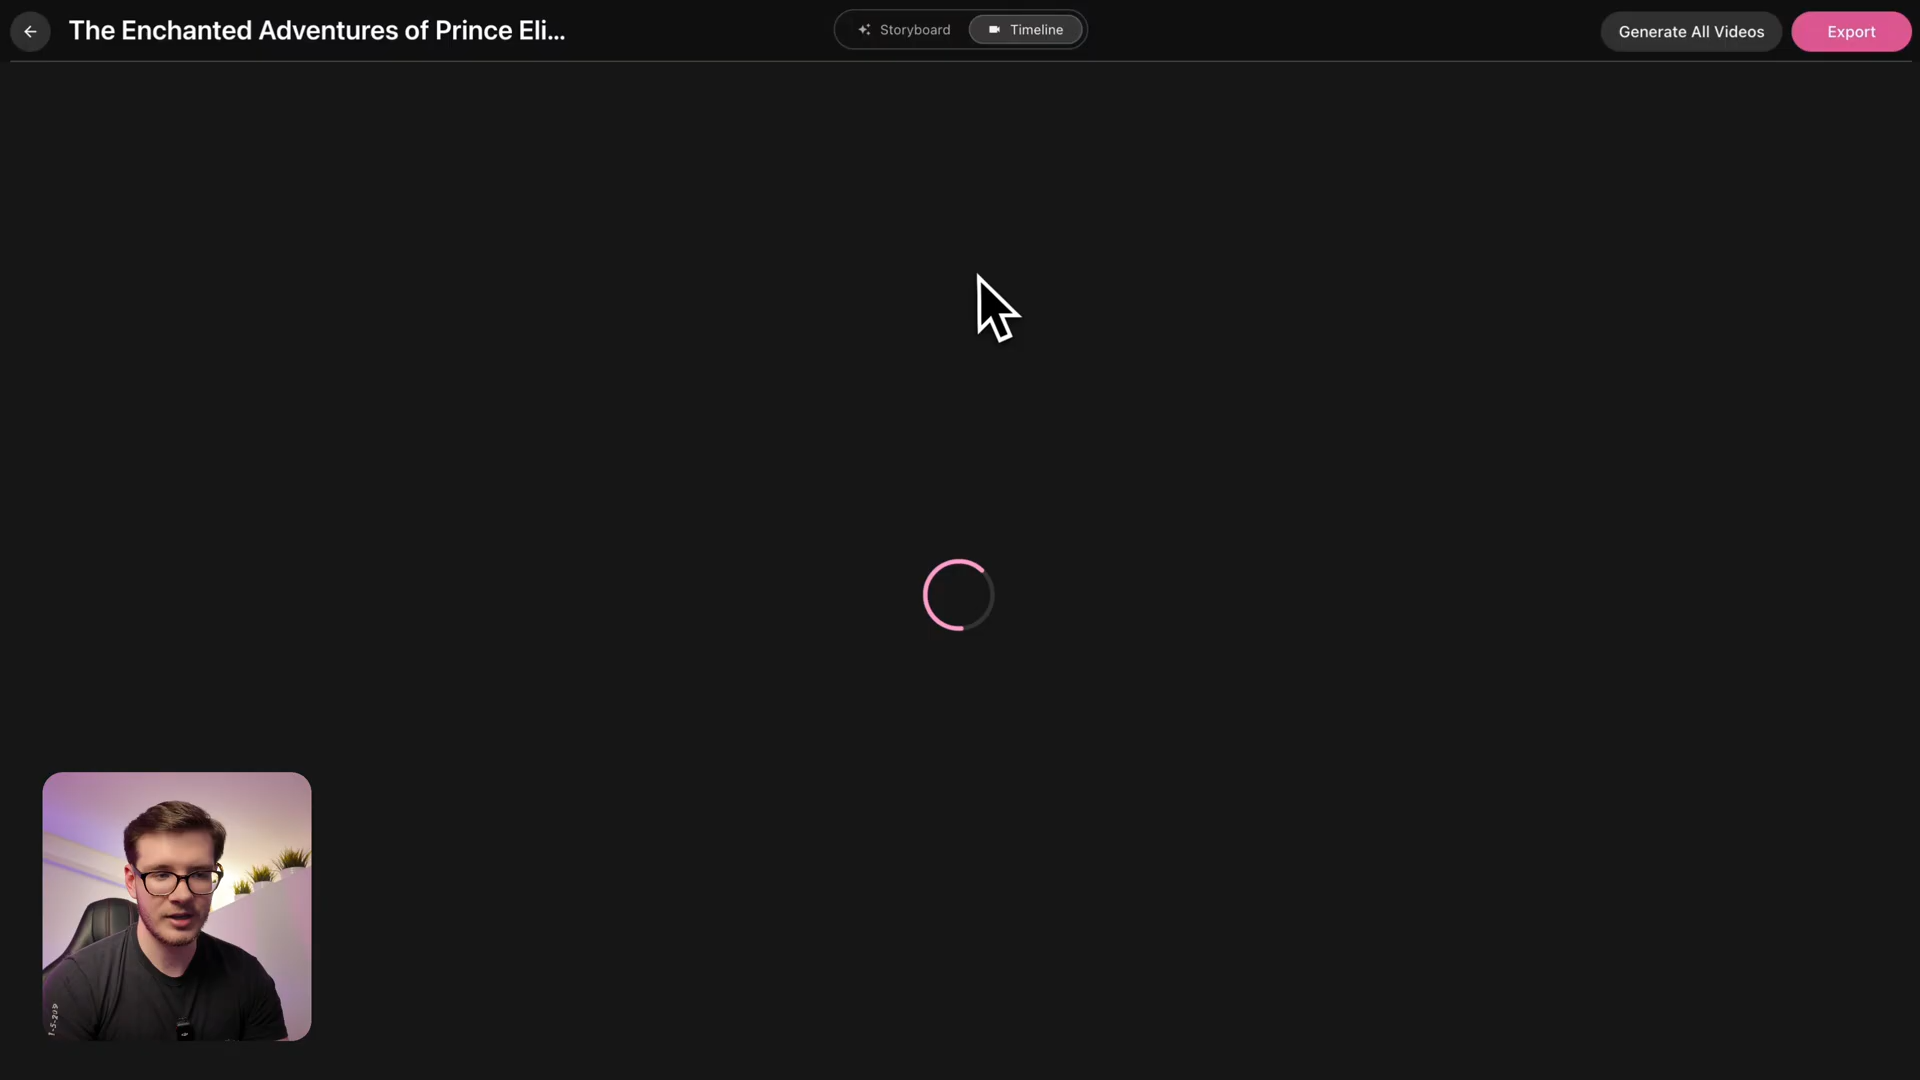 The Enchanted Adventures of Prince Eli...
Storyboard
Timeline
Generate All Videos
Export